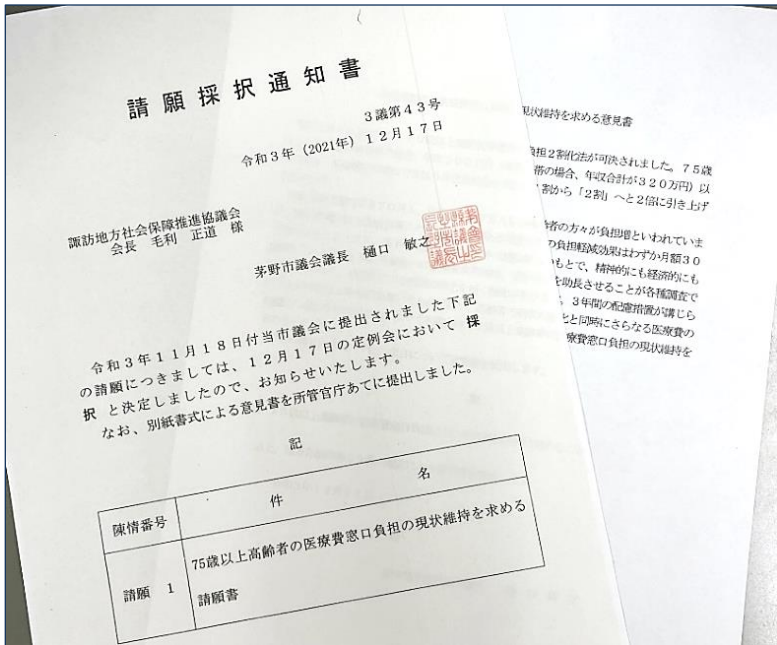 請願採択通知書
3議第43号
令和3年(2021年)12月17日
諏訪地方社会保障推進協議会
会長 毛利 正道 様
茅野市議会議長 樋口 敏之
令和3年11月18日付当市議会に提出されました下記
の請願につきましては、12月17日の定例会において 採
択 と決定しましたので、お知らせいたします。
なお、別紙書式による意見書を所管官庁あてに提出しました。
記
陳情番号 件 名
請願 1 75歳以上高齢者の医療費窓口負担の現状維持を求める
請願書
現状維持を求める意見書
負担2割化法が可決されました。75歳
帯の場合、年収合計が320万円)以
割から「2割」へと2倍に引き上げ
齢者の方々が負担増といわれていま
の負担軽減効果はわずか月額30
もとで、精神的にも経済的にも
を助長させることが各種調査で
。3年間の配慮措置が講じら
と同時にさらなる医療費の
療費窓口負担の現状維持を